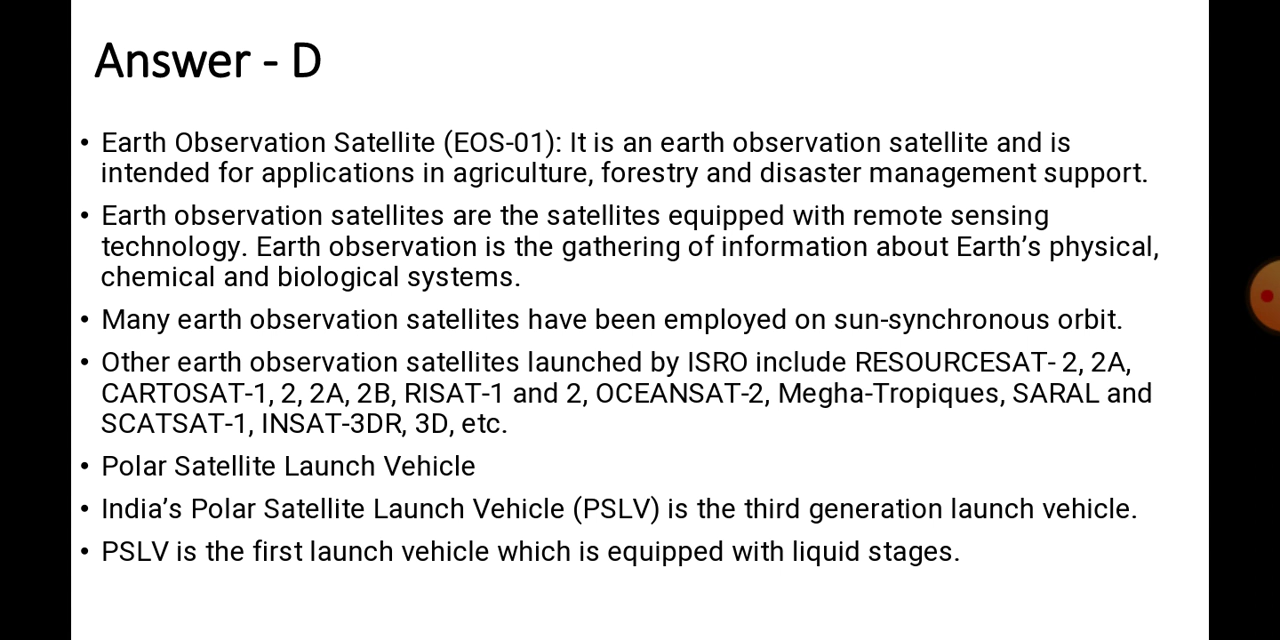 Answer - D
• Earth Observation Satellite (EOS-01): It is an earth observation satellite and is
intended for applications in agriculture, forestry and disaster management support.
• Earth observation satellites are the satellites equipped with remote sensing
technology. Earth observation is the gathering of information about Earth’s physical,
chemical and biological systems.
• Many earth observation satellites have been employed on sun-synchronous orbit.
• Other earth observation satellites launched by ISRO include RESOURCESAT- 2, 2A,
CARTOSAT-1, 2, 2A, 2B, RISAT-1 and 2, OCEANSAT-2, Megha-Tropiques, SARAL and
SCATSAT-1, INSAT-3DR, 3D, etc.
• Polar Satellite Launch Vehicle
• India’s Polar Satellite Launch Vehicle (PSLV) is the third generation launch vehicle.
• PSLV is the first launch vehicle which is equipped with liquid stages.